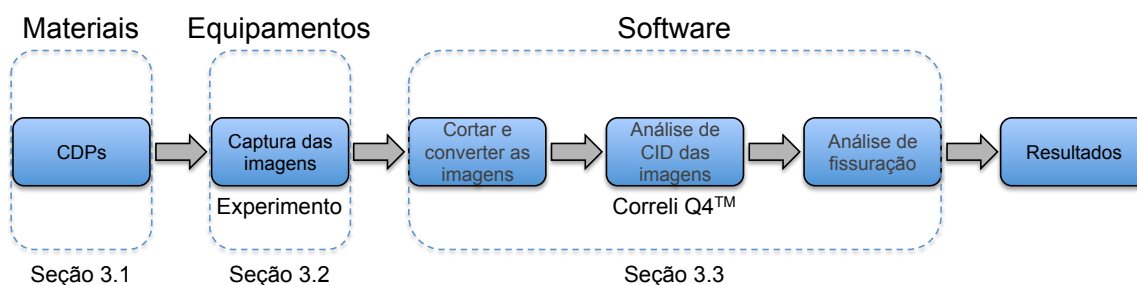 Materiais
Equipamentos
Software
CDPs
Captura das
imagens
Cortar e
converter as
imagens
Análise de
CID das
imagens
Análise de
fissuração
Resultados
Experimento
Correli Q4™
Seção 3.1
Seção 3.2
Seção 3.3